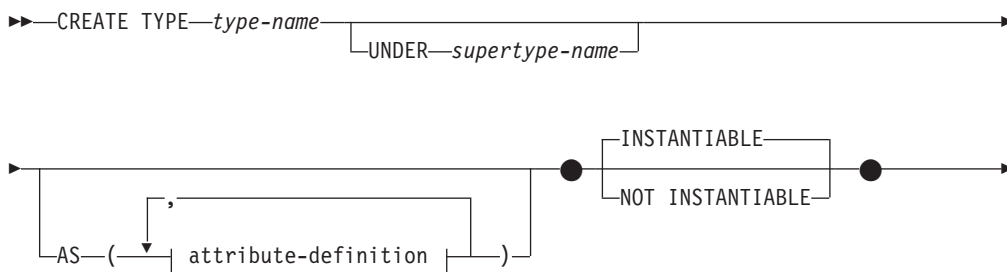 CREATE TYPE type-name
UNDER supertype-name
INSTANTIABLE
NOT INSTANTIABLE
,
AS ( attribute-definition )